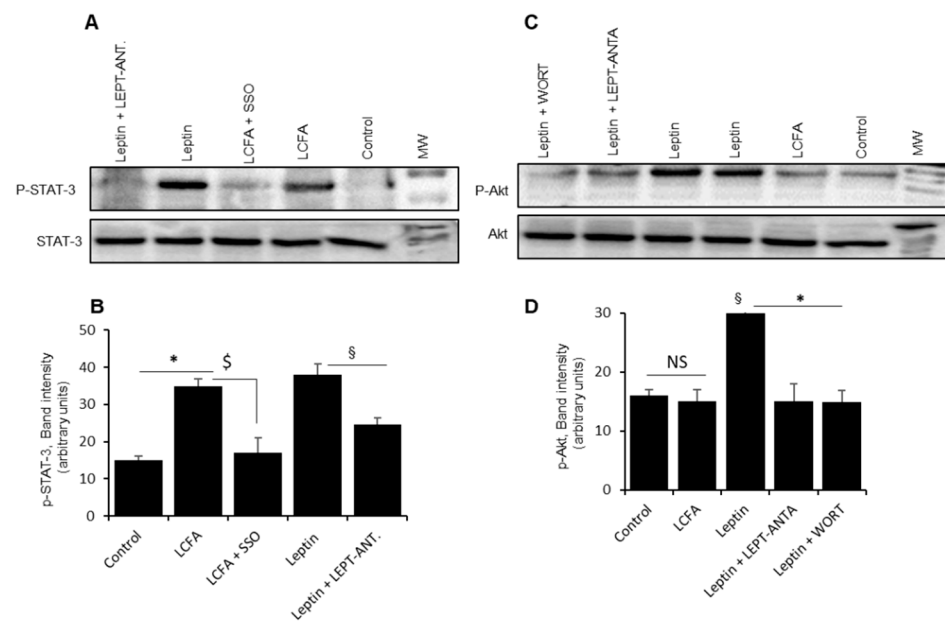 A
Leptin + LEPT-ANT.
Leptin
LCFA + SSO
LCFA
Control
MW
P-STAT-3
STAT-3
B
p-STAT-3, Band intensity
(arbitrary units)
50
40
30
20
10
0
*
$
§
Control
LCFA
LCFA + SSO
Leptin
Leptin + LEPT-ANT.
C
Leptin + WORT
Leptin + LEPT-ANTA
Leptin
Leptin
LCFA
Control
MW
P-Akt
Akt
D
p-Akt, Band intensity
(arbitrary units)
30
15
0
NS
§
*
Control
LCFA
Leptin
Leptin + LEPT-ANTA
Leptin + WORT